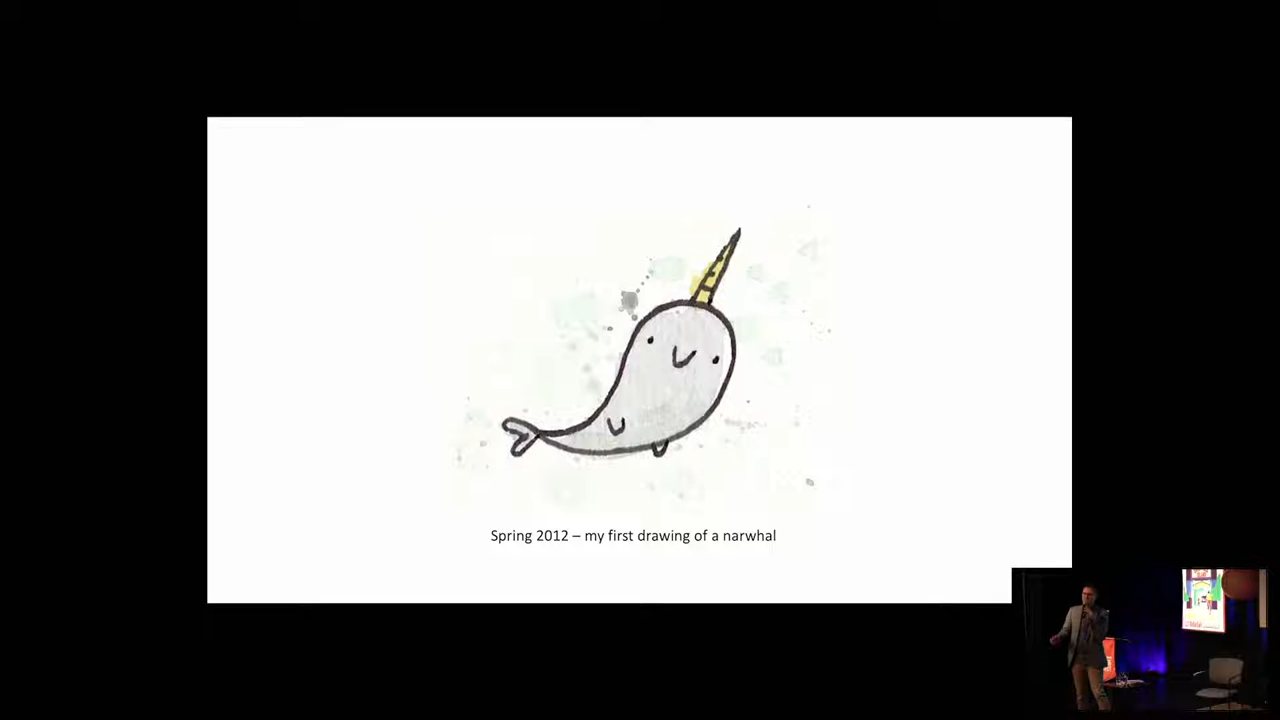 Spring 2012 – my first drawing of a narwhal